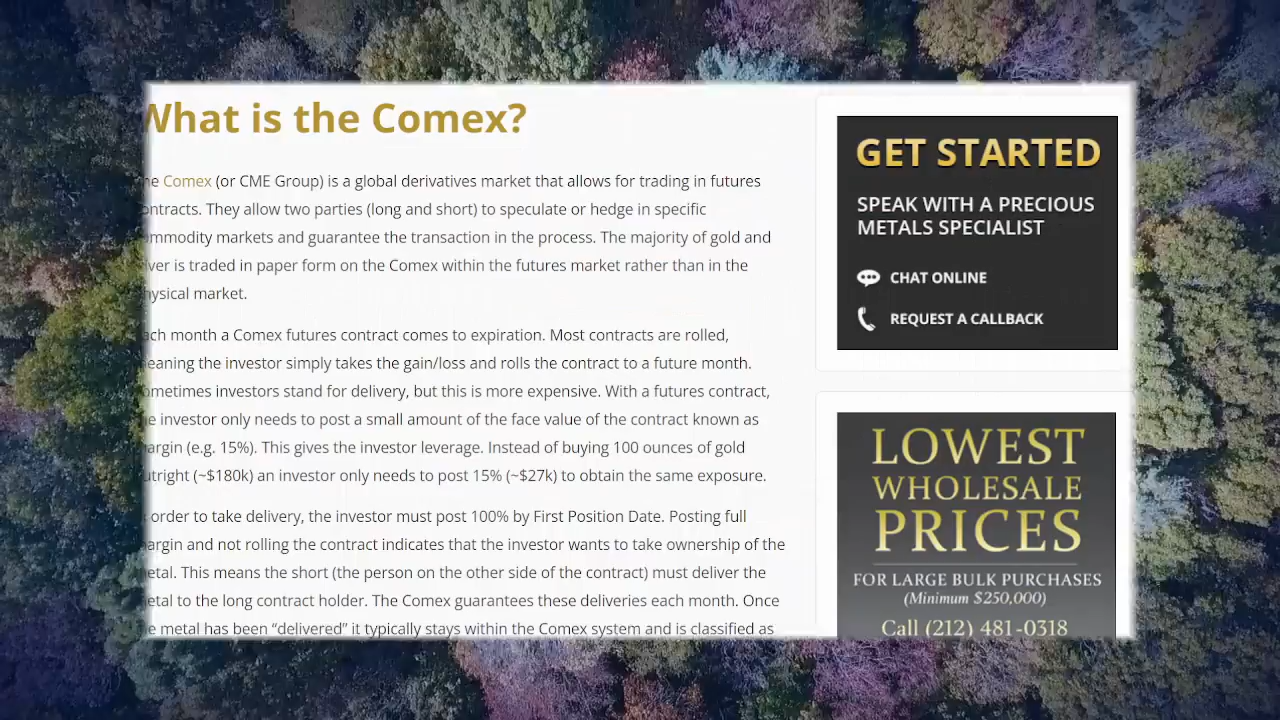 What is the Comex?
he Comex (or CME Group) is a global derivatives market that allows for trading in futures
ontracts. They allow two parties (long and short) to speculate or hedge in specific
ommodity markets and guarantee the transaction in the process. The majority of gold and
lver is traded in paper form on the Comex within the futures market rather than in the
hysical market.
ach month a Comex futures contract comes to expiration. Most contracts are rolled,
eaning the investor simply takes the gain/loss and rolls the contract to a future month.
ometimes investors stand for delivery, but this is more expensive. With a futures contract,
e investor only needs to post a small amount of the face value of the contract known as
argin (e.g. 15%). This gives the investor leverage. Instead of buying 100 ounces of gold
utright (~$180k) an investor only needs to post 15% (~$27k) to obtain the same exposure.
order to take delivery, the investor must post 100% by First Position Date. Posting full
argin and not rolling the contract indicates that the investor wants to take ownership of the
etal. This means the short (the person on the other side of the contract) must deliver the
etal to the long contract holder. The Comex guarantees these deliveries each month. Once
e metal has been “delivered” it typically stays within the Comex system and is classified as
GET STARTED
SPEAK WITH A PRECIOUS
METALS SPECIALIST
CHAT ONLINE
REQUEST A CALLBACK
LOWEST
WHOLESALE
PRICES
FOR LARGE BULK PURCHASES
(Minimum $250,000)
Call (212) 481-0318